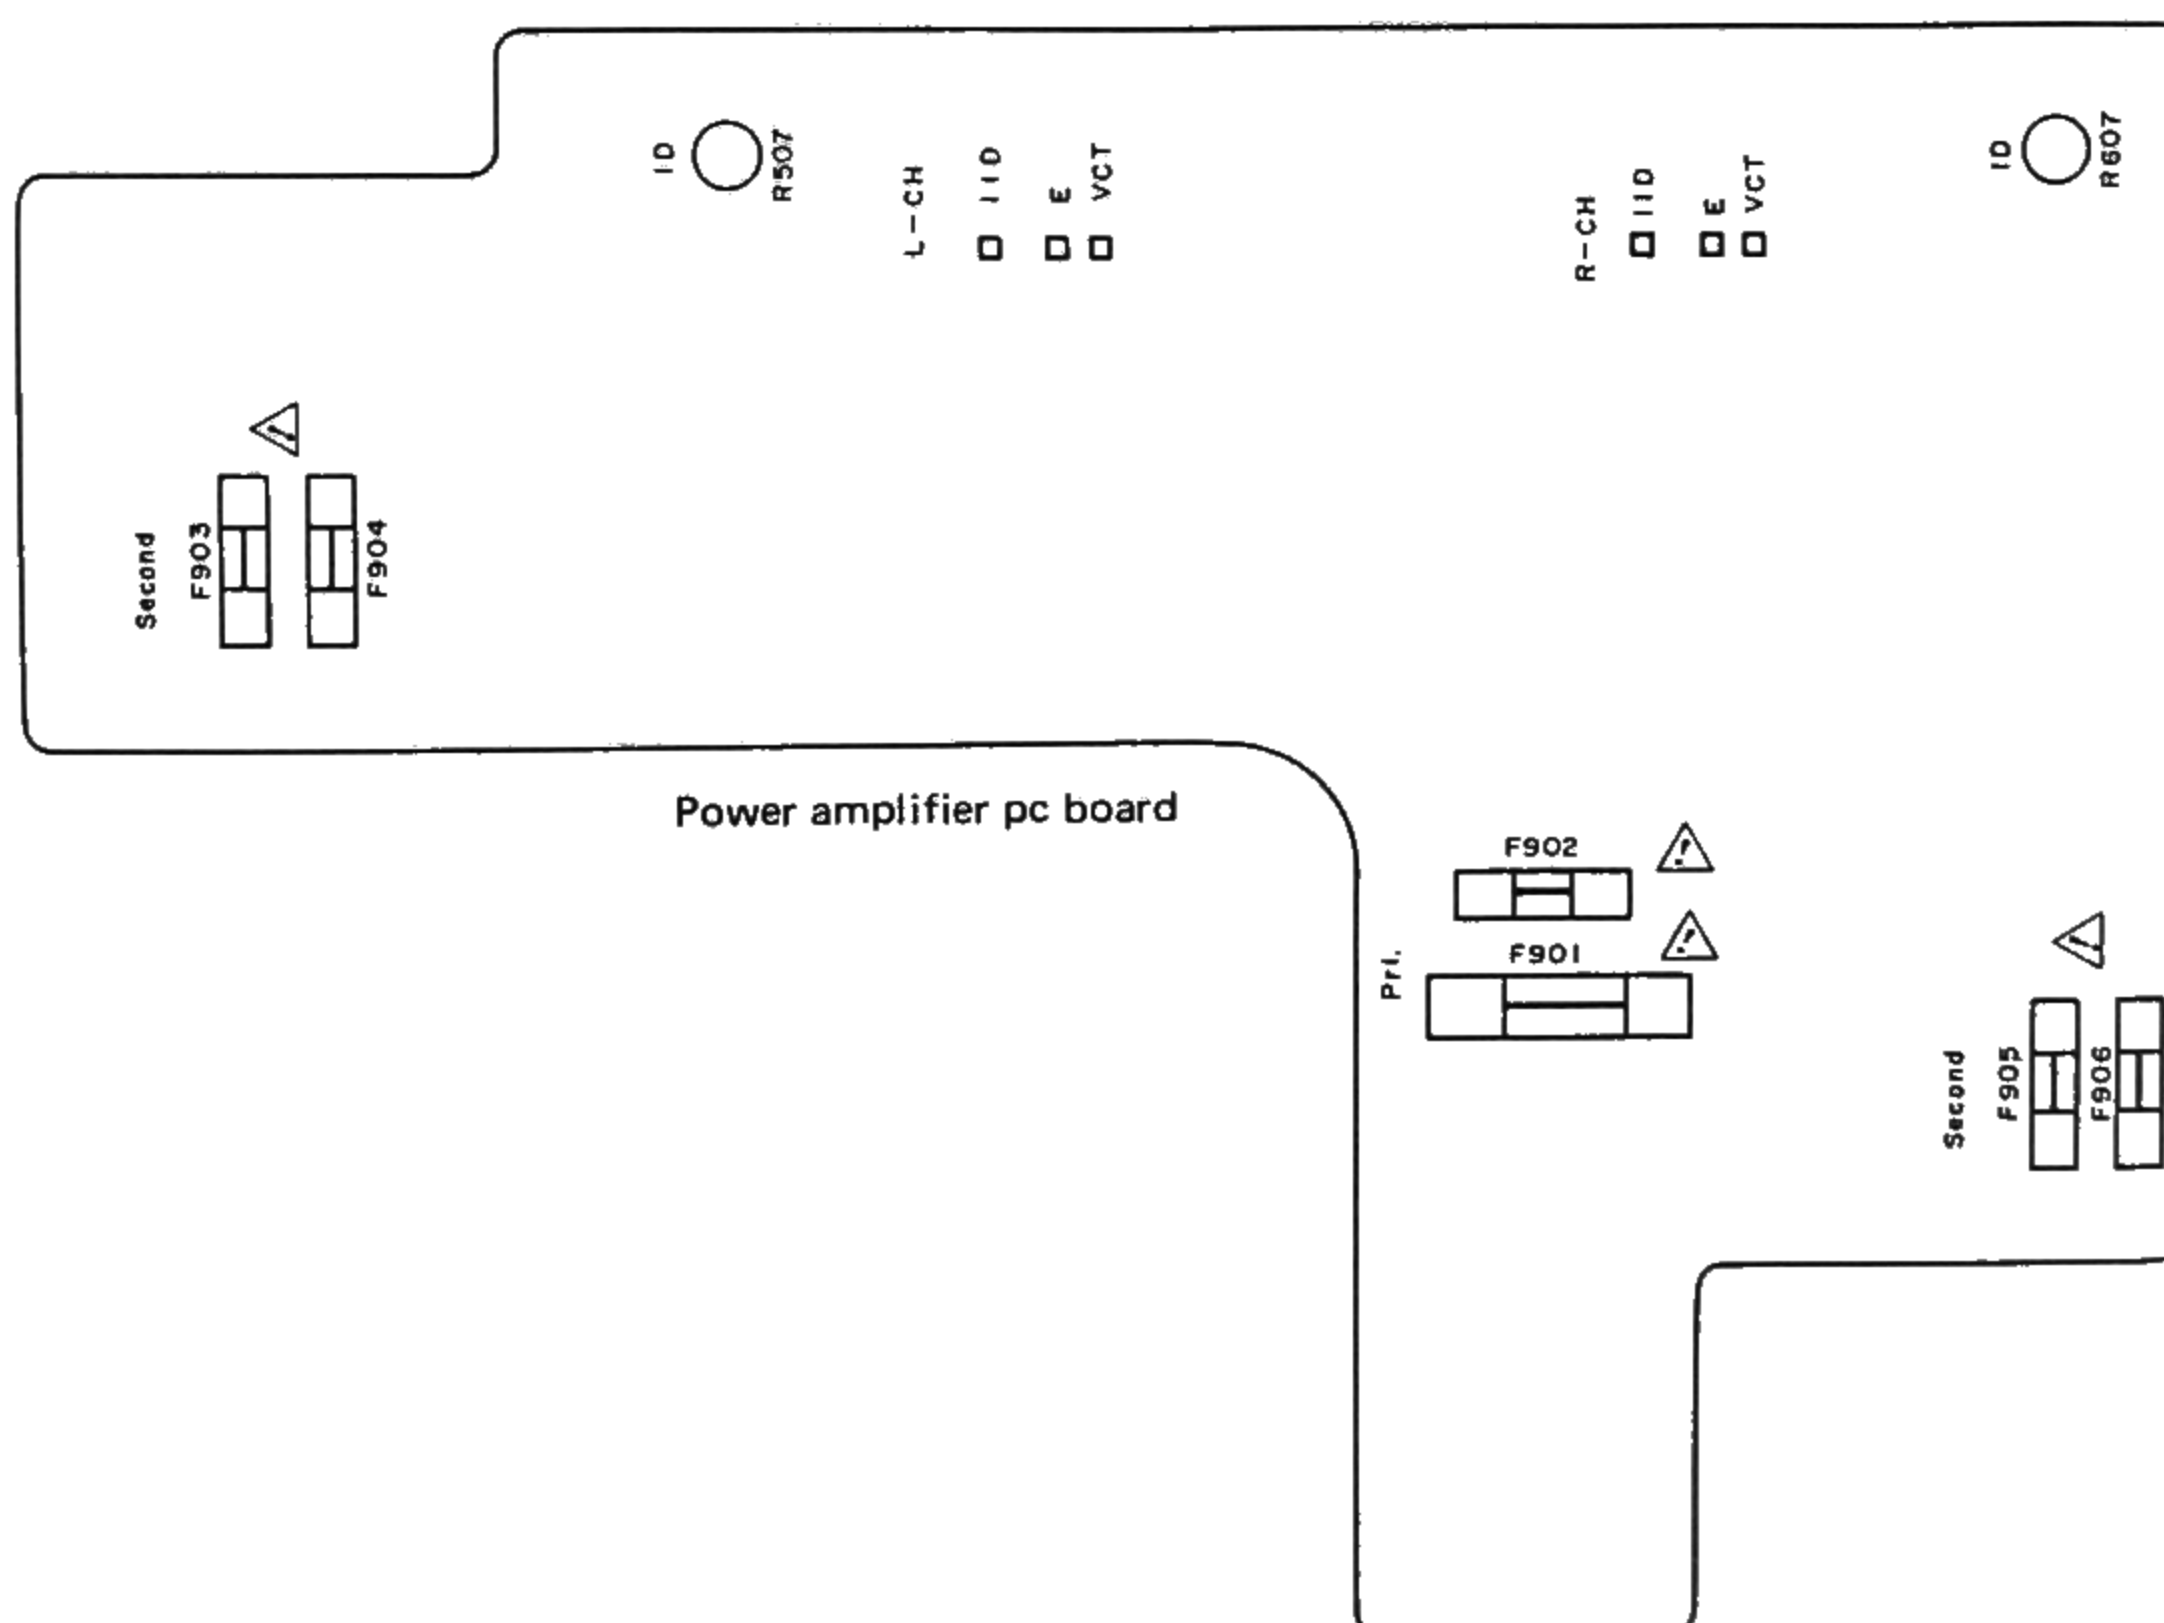 ID
R507
L-CH
IID
E
VCT
R-CH
IID
E
VCT
ID
R607
Second
F903
F904
Power amplifier pc board
F902
!
!
F901
Pri.
Second
F905
F906